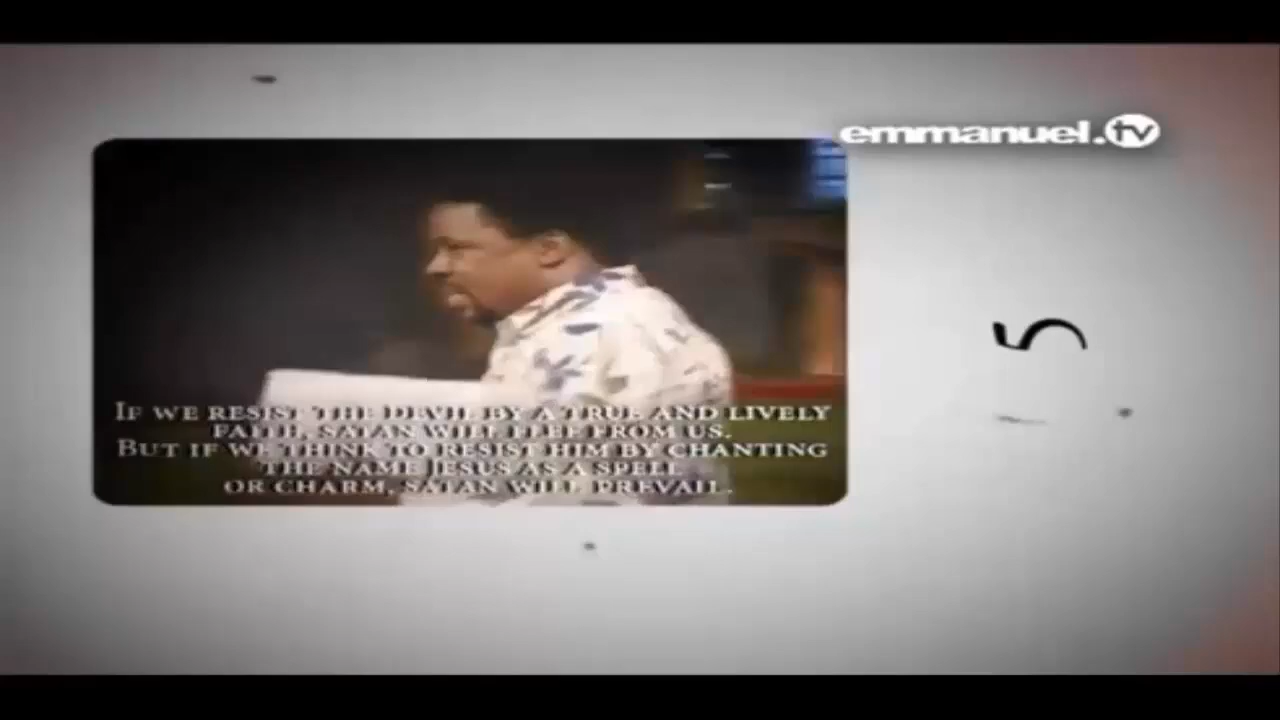 emmanuel.tv
IF WE RESIST THE DEVIL BY A TRUE AND LIVELY
FAITH, SATAN WILL FLEE FROM US.
BUT IF WE THINK TO RESIST HIM BY CHANTING
THE NAME JESUS AS A SPELL
OR CHARM, SATAN WILL PREVAIL.